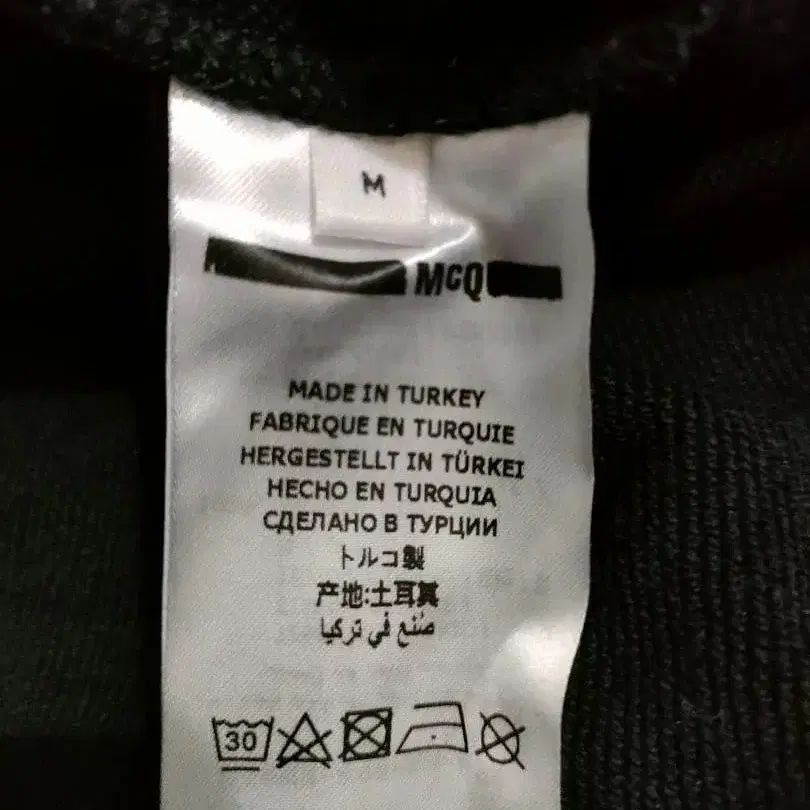 M
McQ
MADE IN TURKEY
FABRIQUE EN TURQUIE
HERGESTELLT IN TÜRKEI
HECHO EN TURQUIA
СДЕЛАНО В ТУРЦИИ
トルコ製
产地:土耳其
صُنع في تركيا
30